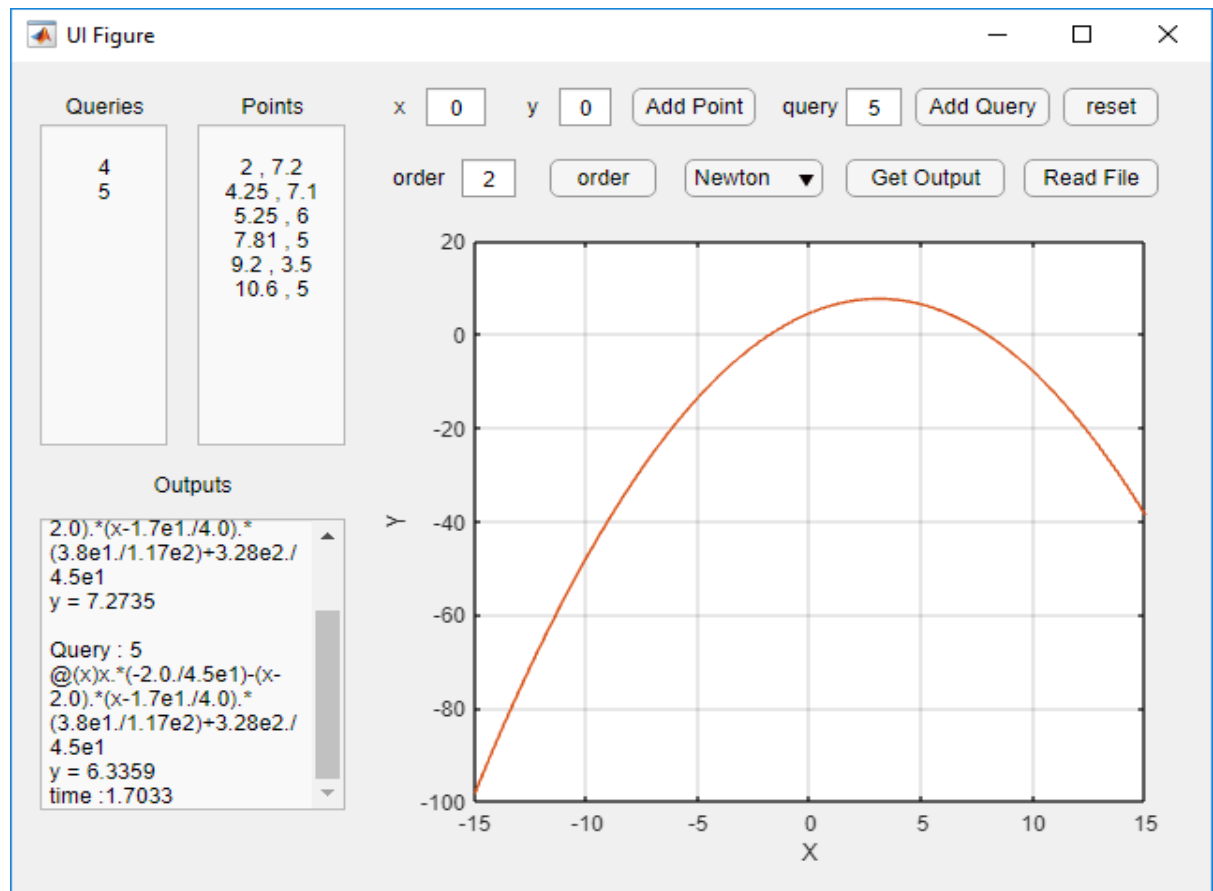 UI Figure
Queries
Points
x 0 y 0 Add Point query 5 Add Query reset
order 2 order Newton Get Output Read File
4
5
2 , 7.2
4.25 , 7.1
5.25 , 6
7.81 , 5
9.2 , 3.5
10.6 , 5
Outputs
2.0).*(x-1.7e1./4.0).*
(3.8e1./1.17e2)+3.28e2./
4.5e1
y = 7.2735
Query : 5
@(x)x.*(-2.0./4.5e1)-(x-
2.0).*(x-1.7e1./4.0).*
(3.8e1./1.17e2)+3.28e2./
4.5e1
y = 6.3359
time :1.7033
20
0
-20
-40
-60
-80
-100
Y
-15 -10 -5 0 5 10 15
X